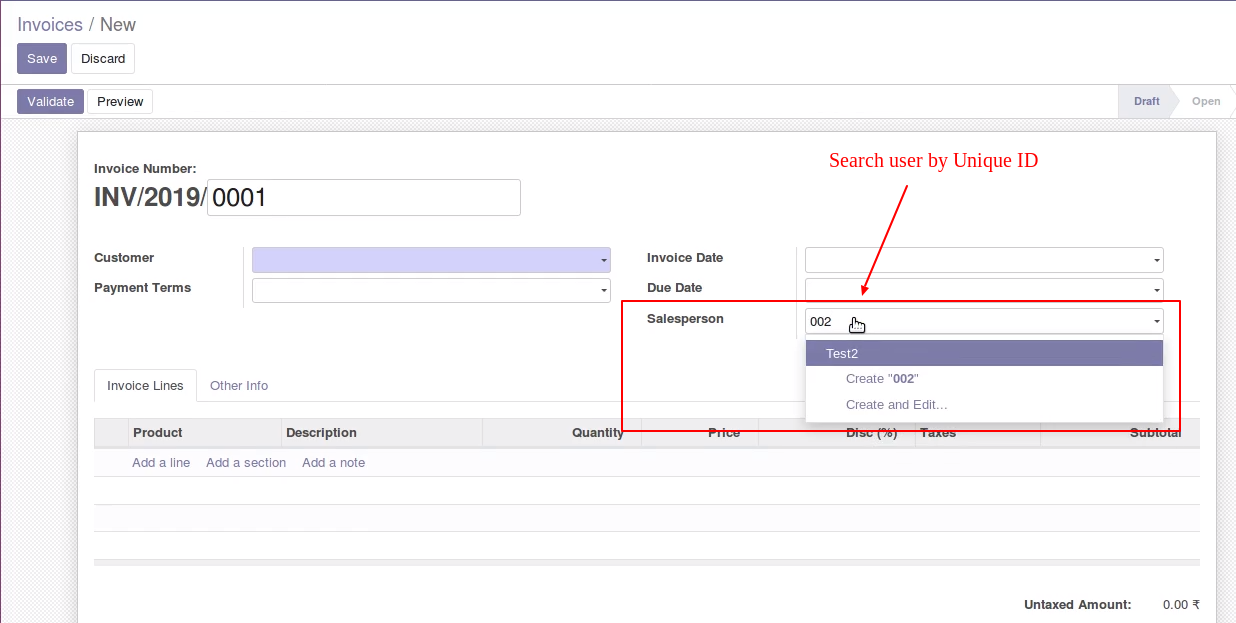 Invoices / New
Save Discard
Validate Preview Draft Open
Search user by Unique ID
Invoice Number:
INV/2019/ 0001
Customer Invoice Date
Payment Terms Due Date
Salesperson 002
Test2
Create "002"
Create and Edit...
Invoice Lines Other Info
Product Description Quantity Price Disc (%) Taxes Subtotal
Add a line Add a section Add a note
Untaxed Amount: 0.00 ₹